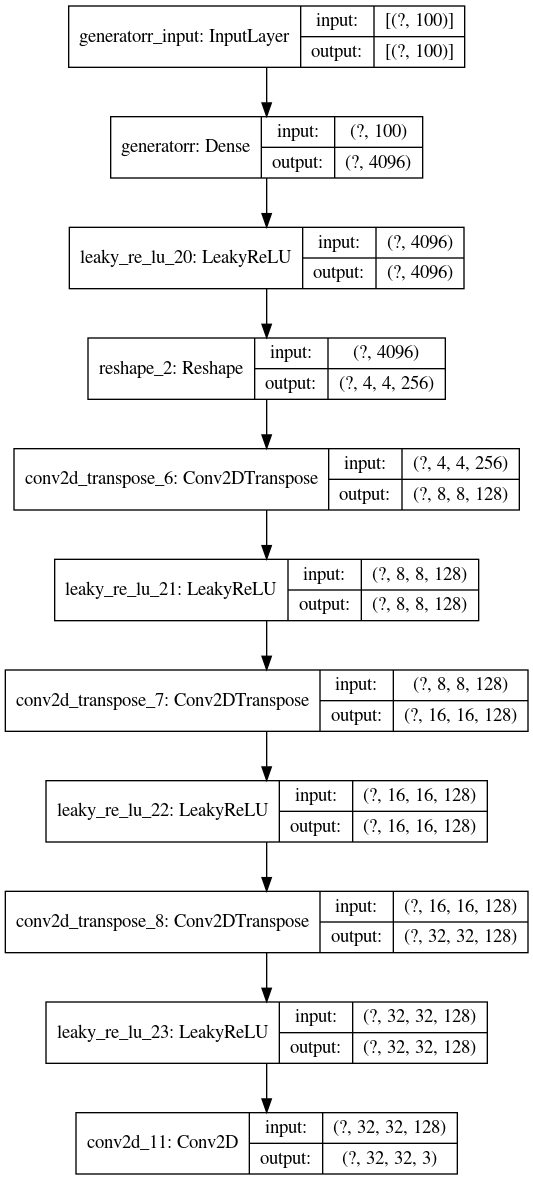 generatorr_input: InputLayer
input: [(?, 100)]
output: [(?, 100)]
generatorr: Dense
input: (?, 100)
output: (?, 4096)
leaky_re_lu_20: LeakyReLU
input: (?, 4096)
output: (?, 4096)
reshape_2: Reshape
input: (?, 4096)
output: (?, 4, 4, 256)
conv2d_transpose_6: Conv2DTranspose
input: (?, 4, 4, 256)
output: (?, 8, 8, 128)
leaky_re_lu_21: LeakyReLU
input: (?, 8, 8, 128)
output: (?, 8, 8, 128)
conv2d_transpose_7: Conv2DTranspose
input: (?, 8, 8, 128)
output: (?, 16, 16, 128)
leaky_re_lu_22: LeakyReLU
input: (?, 16, 16, 128)
output: (?, 16, 16, 128)
conv2d_transpose_8: Conv2DTranspose
input: (?, 16, 16, 128)
output: (?, 32, 32, 128)
leaky_re_lu_23: LeakyReLU
input: (?, 32, 32, 128)
output: (?, 32, 32, 128)
conv2d_11: Conv2D
input: (?, 32, 32, 128)
output: (?, 32, 32, 3)